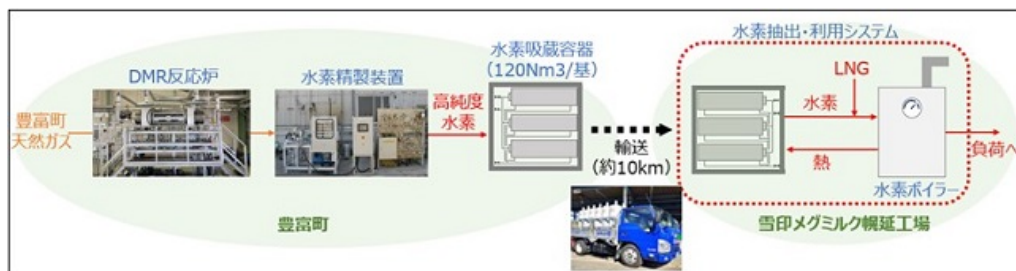 豊富町
天然ガス
DMR反応炉
水素精製装置
高純度
水素
水素吸蔵容器
（120Nm3/基）
輸送
（約10km）
豊富町
水素抽出・利用システム
LNG
水素
熱
水素ボイラー
負荷へ
雪印メグミルク幌延工場